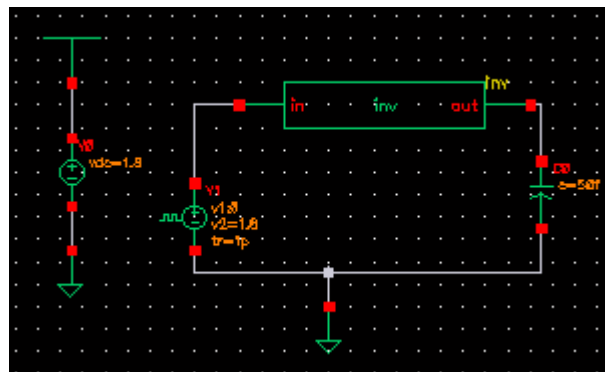 inv
in
inv
out
V0
vdc=1.8
V1
v1:0
v2=1.8
tr=1p
C0
c=50f